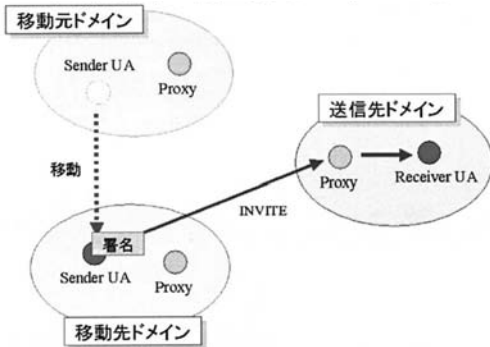 移動元ドメイン
Sender UA
Proxy
移動
送信先ドメイン
Proxy
Receiver UA
INVITE
署名
Sender UA
Proxy
移動先ドメイン